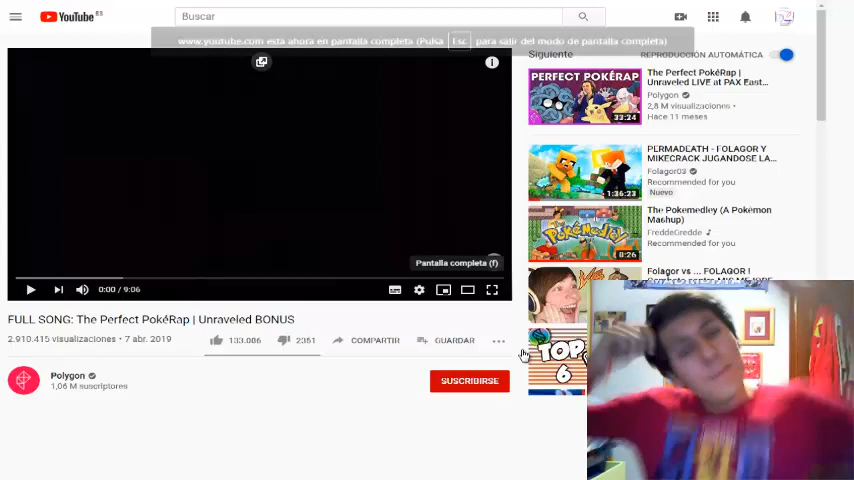 YouTube ES
Buscar
www.youtube.com está ahora en pantalla completa (Pulsa Esc para salir del modo de pantalla completa)
Siguiente
REPRODUCCIÓN AUTOMÁTICA
PERFECT POKÉRAP
33:24
The Perfect PokéRap |
Unraveled LIVE at PAX East...
Polygon
2,8 M visualizaciones •
Hace 11 meses
1:36:23
PERMADEATH - FOLAGOR Y
MIKECRACK JUGANDOSE LA...
Folagor03
Recommended for you
Nuevo
The PokéMedley
8:26
The Pokemedley (A Pokémon
Mashup)
FreddeGredde
Recommended for you
Vs
Folagor vs ... FOLAGOR !
TOP
6
Pantalla completa (f)
0:00 / 9:06
FULL SONG: The Perfect PokéRap | Unraveled BONUS
2.910.415 visualizaciones • 7 abr. 2019
133.086
2351
COMPARTIR
GUARDAR
Polygon
1,06 M suscriptores
SUSCRIBIRSE